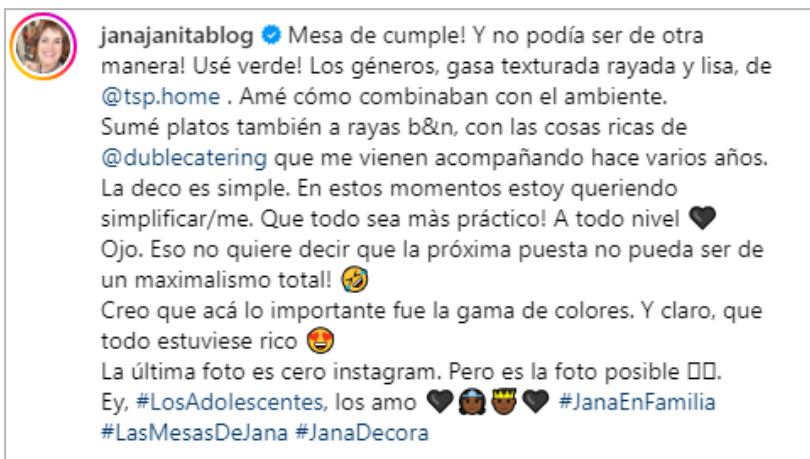 janajanitablog Mesa de cumple! Y no podía ser de otra
manera! Usé verde! Los géneros, gasa texturada rayada y lisa, de
@tsp.home . Amé cómo combinaban con el ambiente.
Sumé platos también a rayas b&n, con las cosas ricas de
@dublecatering que me vienen acompañando hace varios años.
La deco es simple. En estos momentos estoy queriendo
simplificar/me. Que todo sea màs práctico! A todo nivel 🖤
Ojo. Eso no quiere decir que la próxima puesta no pueda ser de
un maximalismo total! 🤣
Creo que acá lo importante fue la gama de colores. Y claro, que
todo estuviese rico 😍
La última foto es cero instagram. Pero es la foto posible 𛲡𛲡.
Ey, #LosAdolescentes, los amo 🖤👸🏿🤴🏿🖤 #JanaEnFamilia
#LasMesasDeJana #JanaDecora